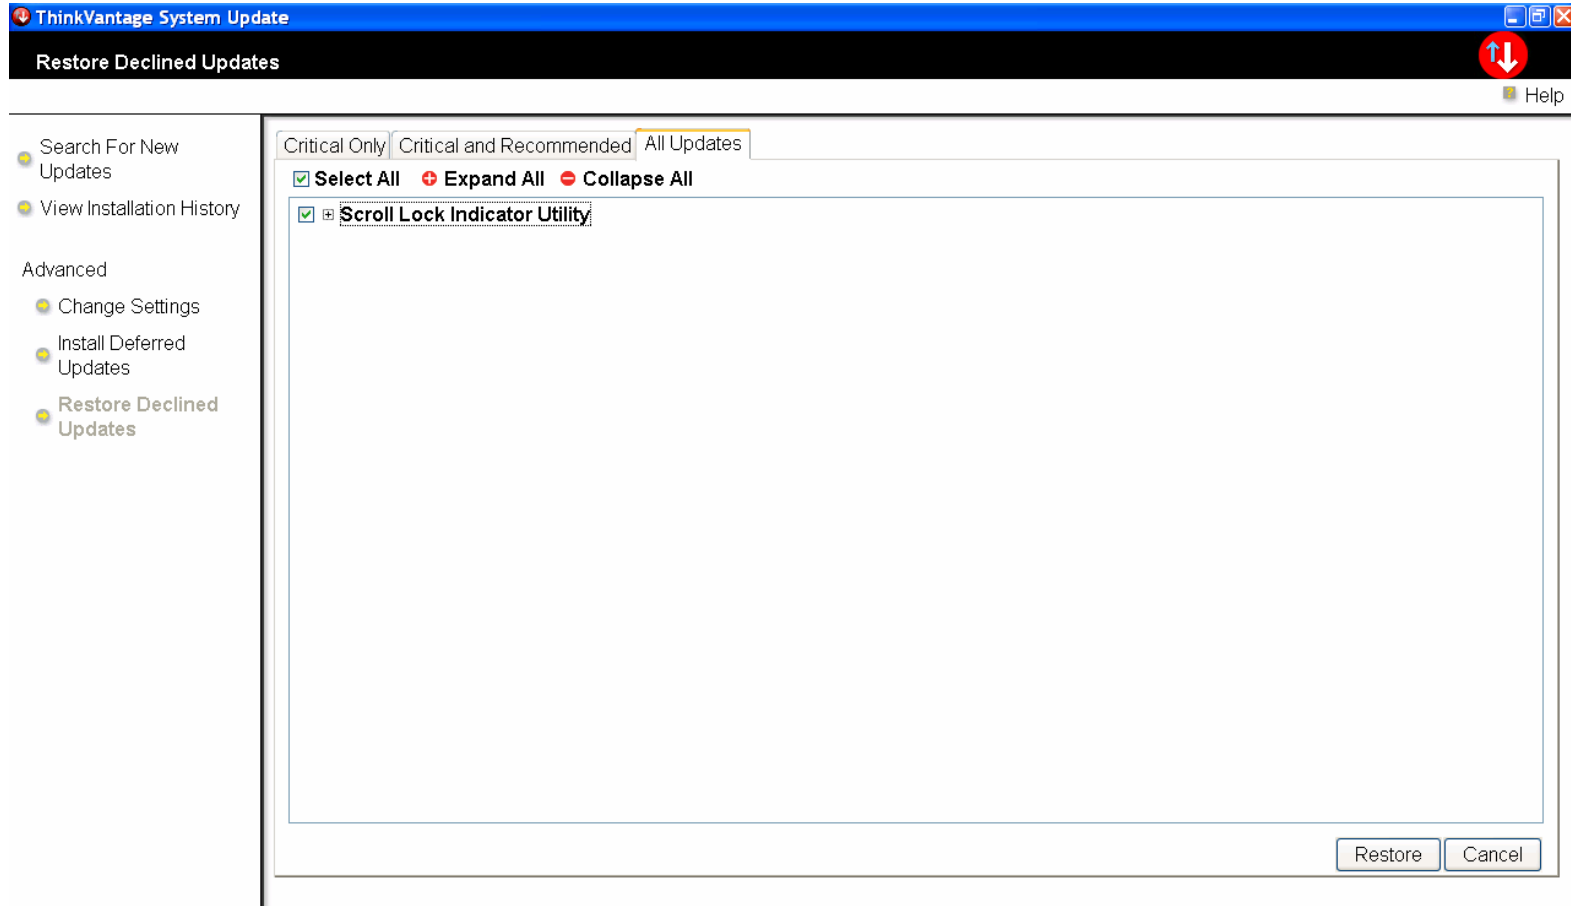 ThinkVantage System Update
Restore Declined Updates
Help
Search For New
Updates
View Installation History
Advanced
Change Settings
Install Deferred
Updates
Restore Declined
Updates
Critical Only Critical and Recommended All Updates
Select All Expand All Collapse All
Scroll Lock Indicator Utility
Restore Cancel